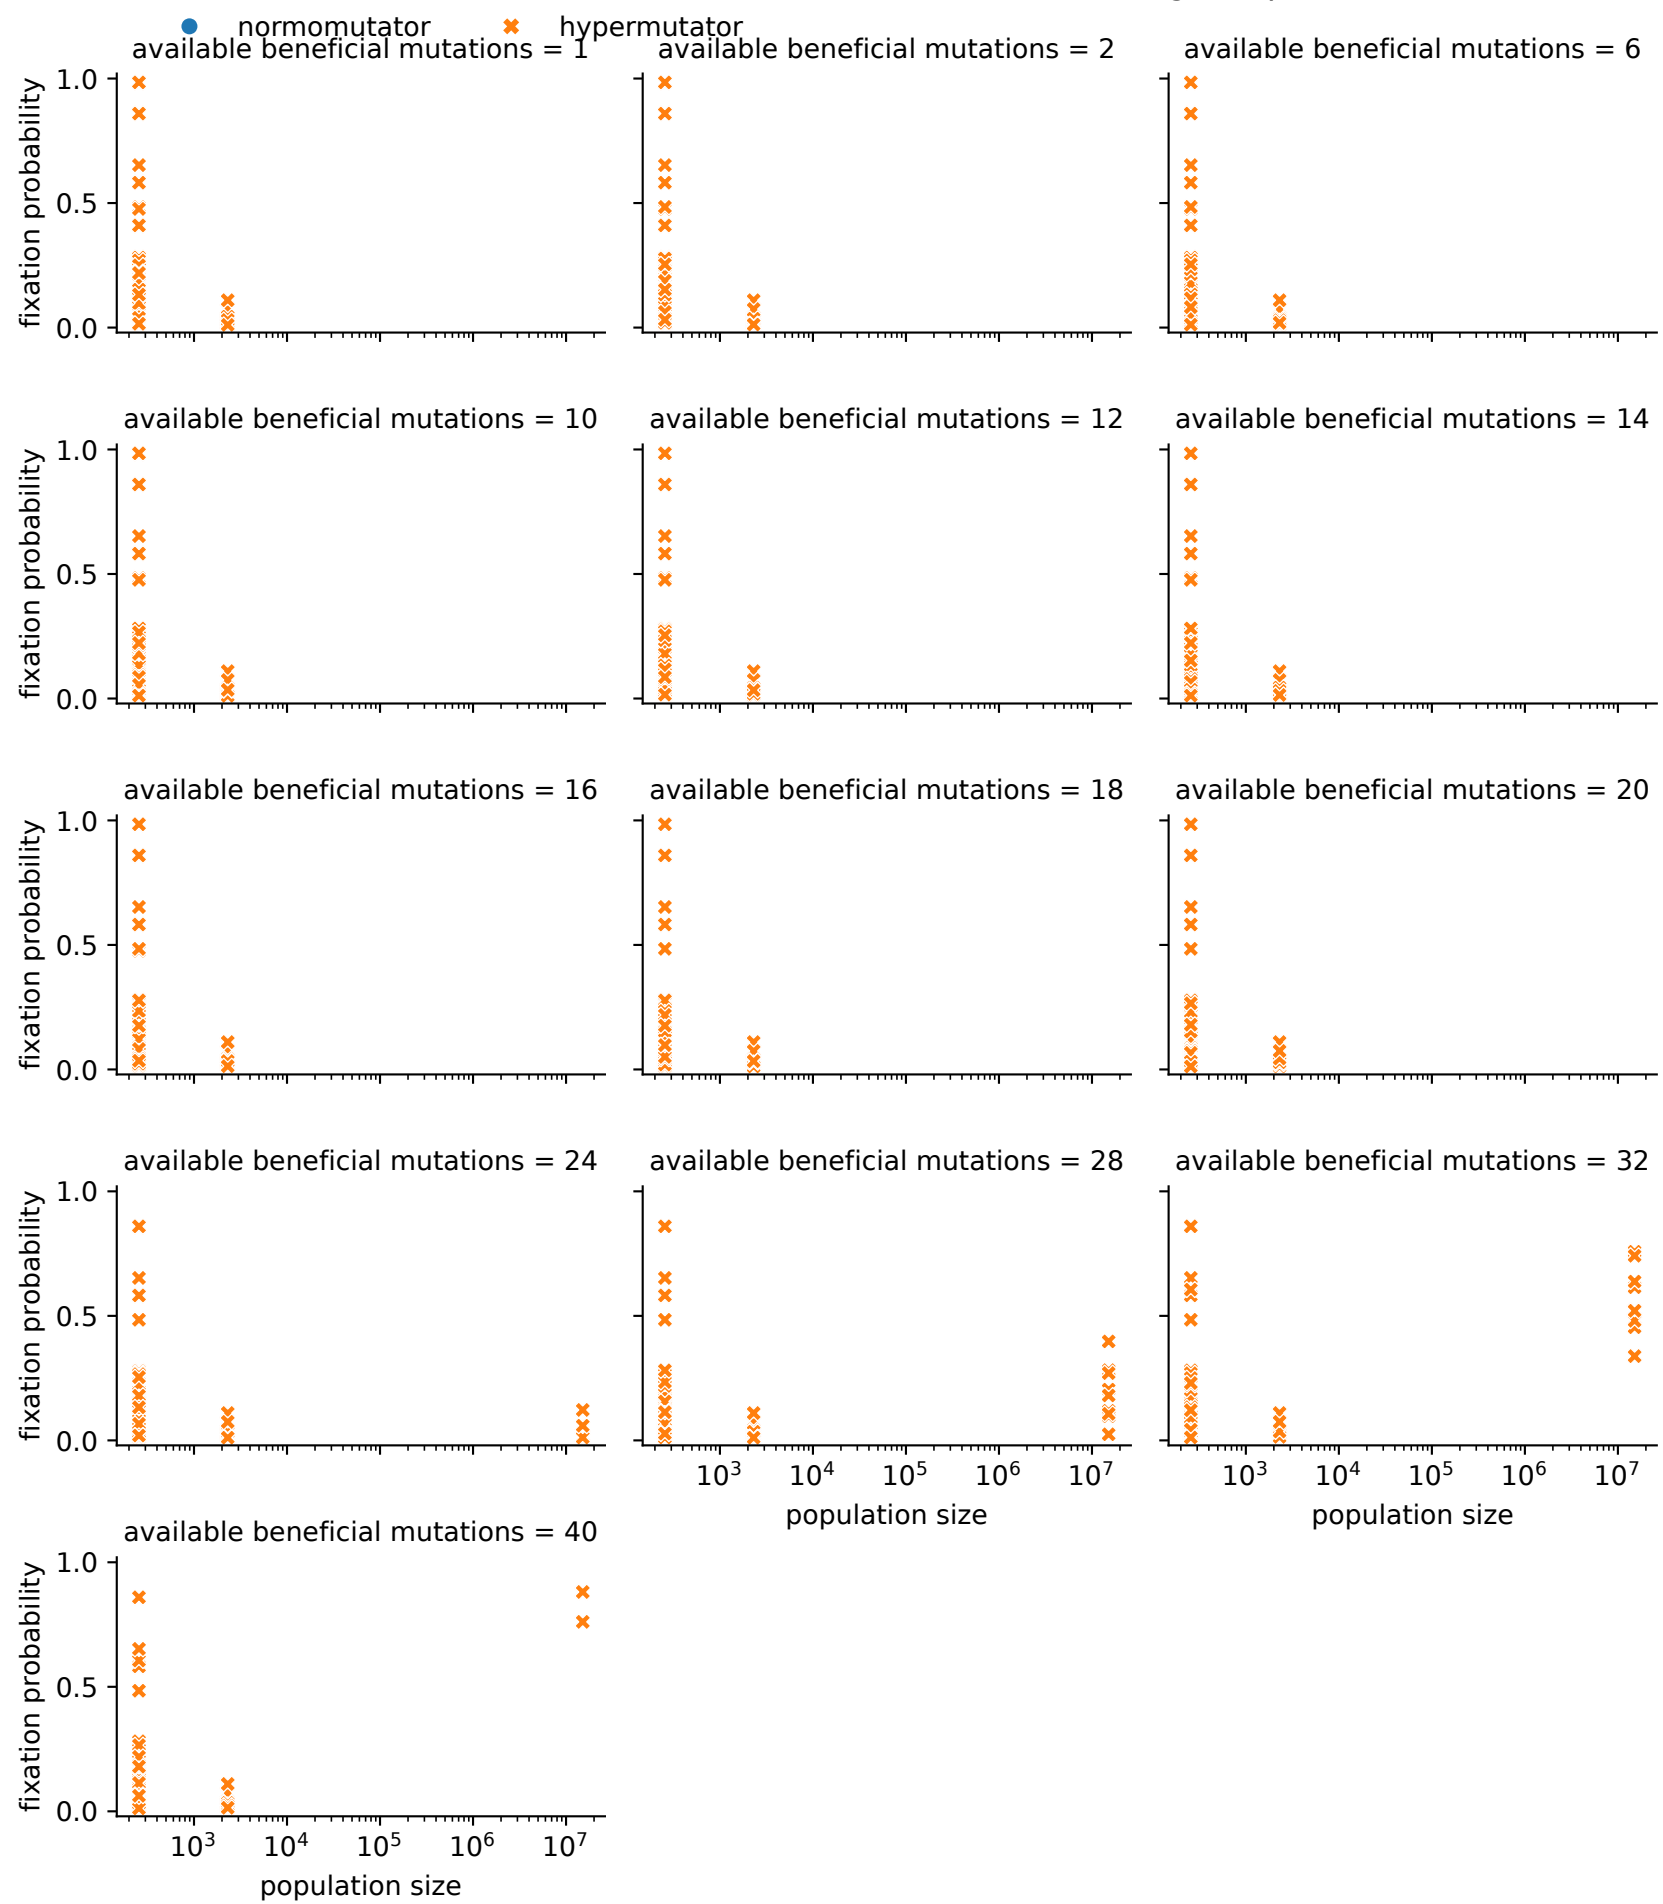 normomutator hypermutator
available beneficial mutations = 1 available beneficial mutations = 2 available beneficial mutations = 6
fixation probability
1.0
0.5
0.0
available beneficial mutations = 10 available beneficial mutations = 12 available beneficial mutations = 14
fixation probability
1.0
0.5
0.0
available beneficial mutations = 16 available beneficial mutations = 18 available beneficial mutations = 20
fixation probability
1.0
0.5
0.0
available beneficial mutations = 24 available beneficial mutations = 28 available beneficial mutations = 32
fixation probability
1.0
0.5
0.0
10³ 10⁴ 10⁵ 10⁶ 10⁷ 10³ 10⁴ 10⁵ 10⁶ 10⁷
population size population size
available beneficial mutations = 40
fixation probability
1.0
0.5
0.0
10³ 10⁴ 10⁵ 10⁶ 10⁷
population size